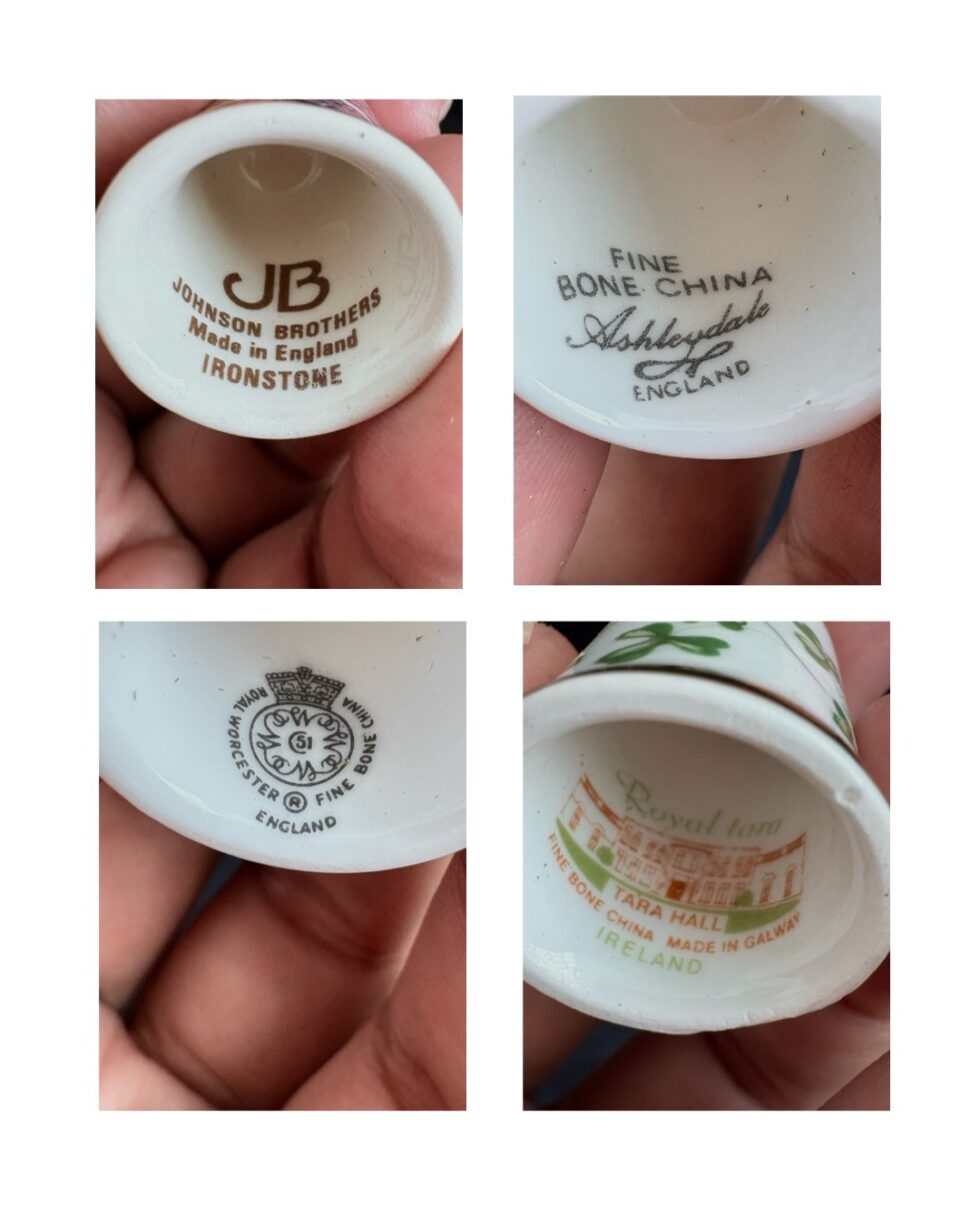 JB
JOHNSON BROTHERS
Made in England
IRONSTONE
FINE
BONE CHINA
Ashleydale
ENGLAND
51
ROYAL WORCESTER ® FINE BONE CHINA
ENGLAND
Royal Tara
TARA HALL
FINE BONE CHINA MADE IN GALWAY
IRELAND